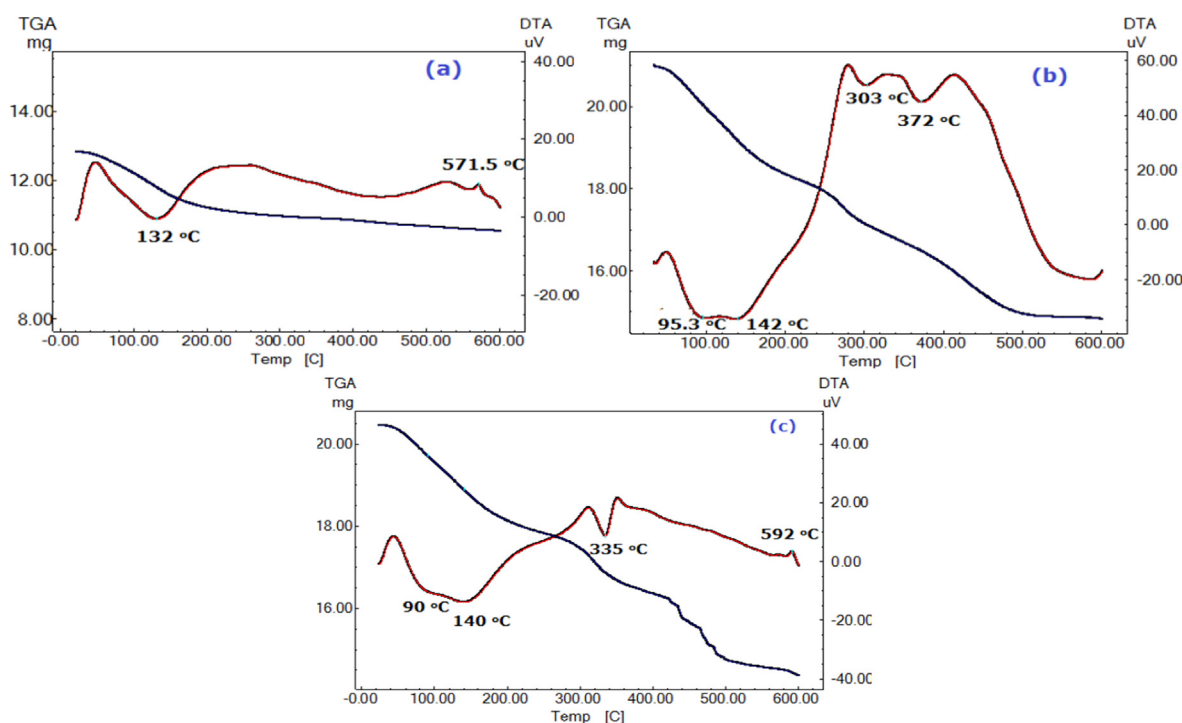 TGA
mg
DTA
uV
(a)
40.00
14.00
20.00
571.5 ºC
12.00
0.00
132 ºC
10.00
-20.00
8.00
-0.00 100.00 200.00 300.00 400.00 500.00 600.00
Temp [C]
TGA
mg
DTA
uV
(b)
60.00
20.00
303 ºC
40.00
372 ºC
20.00
18.00
0.00
16.00
-20.00
95.3 ºC 142 ºC
100.00 200.00 300.00 400.00 500.00 600.00
Temp [C]
TGA
mg
DTA
uV
(c)
20.00
40.00
20.00
18.00
335 ºC
592 ºC
0.00
90 ºC
16.00
140 ºC
-20.00
-40.00
-0.00 100.00 200.00 300.00 400.00 500.00 600.00
Temp [C]